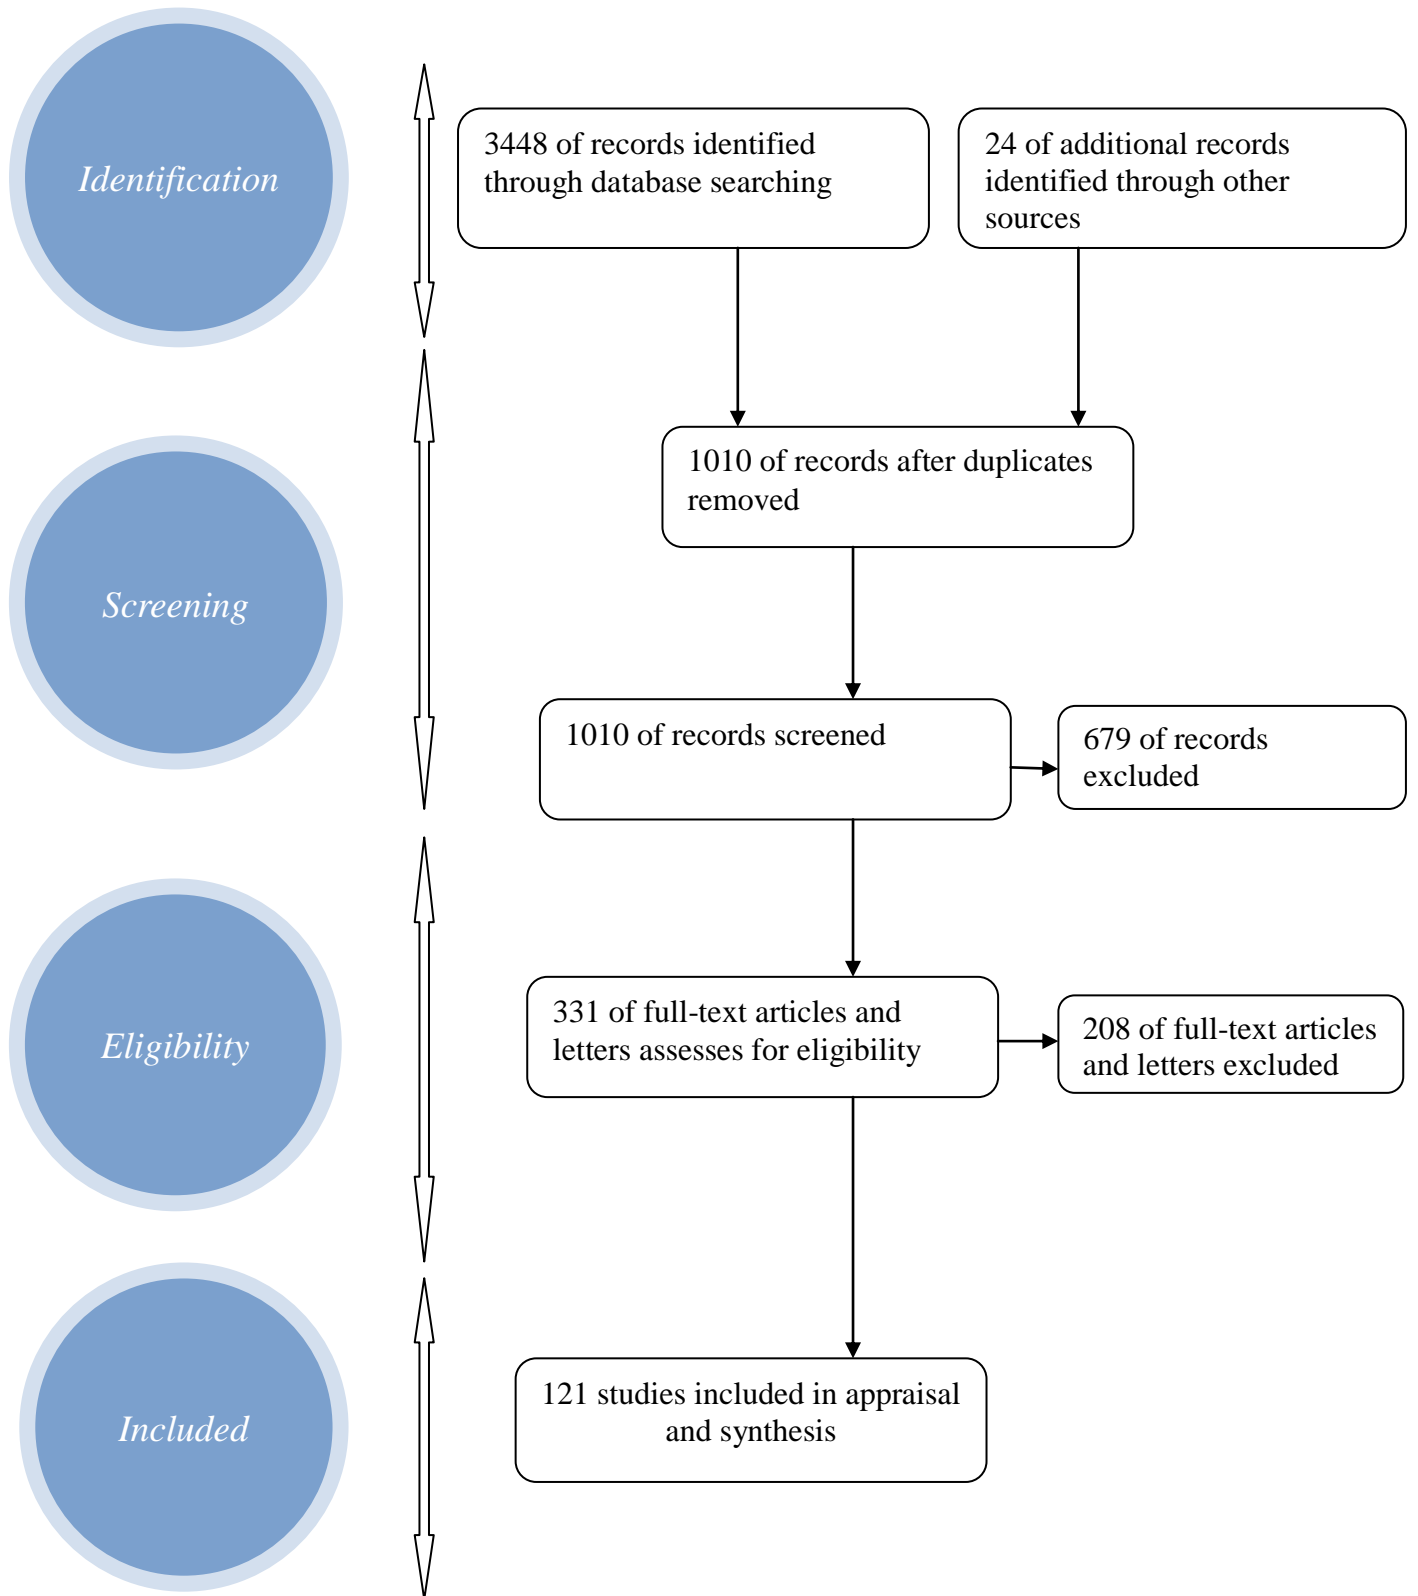 Identification
3448 of records identified
through database searching
24 of additional records
identified through other
sources
Screening
1010 of records after duplicates
removed
1010 of records screened
679 of records
excluded
Eligibility
331 of full-text articles and
letters assesses for eligibility
208 of full-text articles
and letters excluded
Included
121 studies included in appraisal
and synthesis